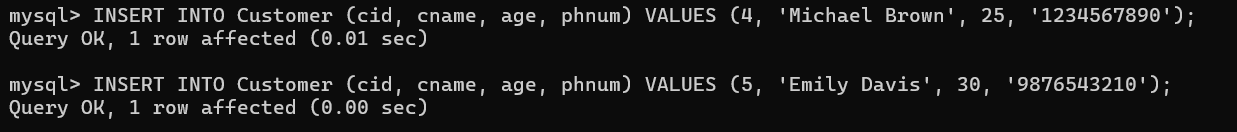 mysql> INSERT INTO Customer (cid, cname, age, phnum) VALUES (4, 'Michael Brown', 25, '1234567890');
Query OK, 1 row affected (0.01 sec)
mysql> INSERT INTO Customer (cid, cname, age, phnum) VALUES (5, 'Emily Davis', 30, '9876543210');
Query OK, 1 row affected (0.00 sec)